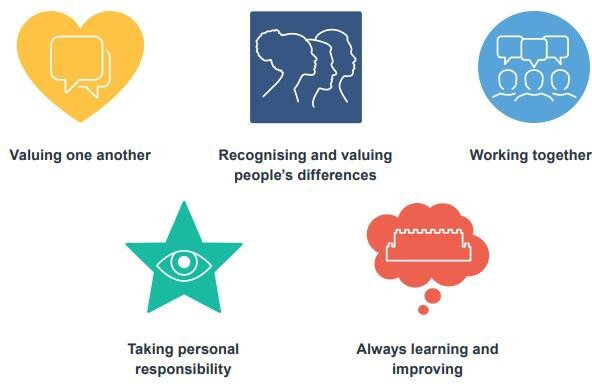 Valuing one another
Recognising and valuing
people's differences
Working together
Taking personal
responsibility
Always learning and
improving